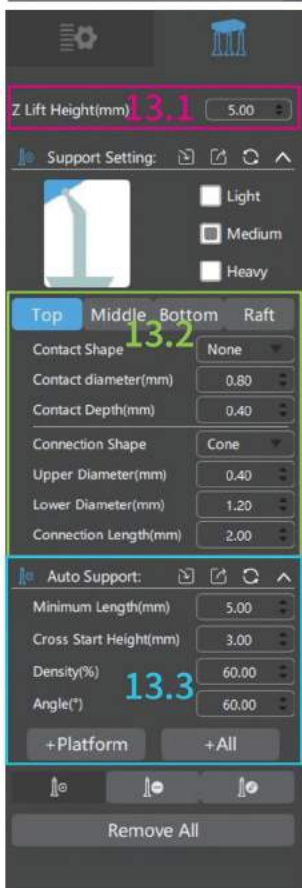 Z Lift Height(mm) 13.1 5.00
Support Setting:
Light
Medium
Heavy
Top Middle Bottom Raft
13.2
Contact Shape None
Contact diameter(mm) 0.80
Contact Depth(mm) 0.40
Connection Shape Cone
Upper Diameter(mm) 0.40
Lower Diameter(mm) 1.20
Connection Length(mm) 2.00
Auto Support:
Minimum Length(mm) 5.00
Cross Start Height(mm) 3.00
Density(%) 60.00
13.3
Angle(°) 60.00
+Platform +All
Remove All